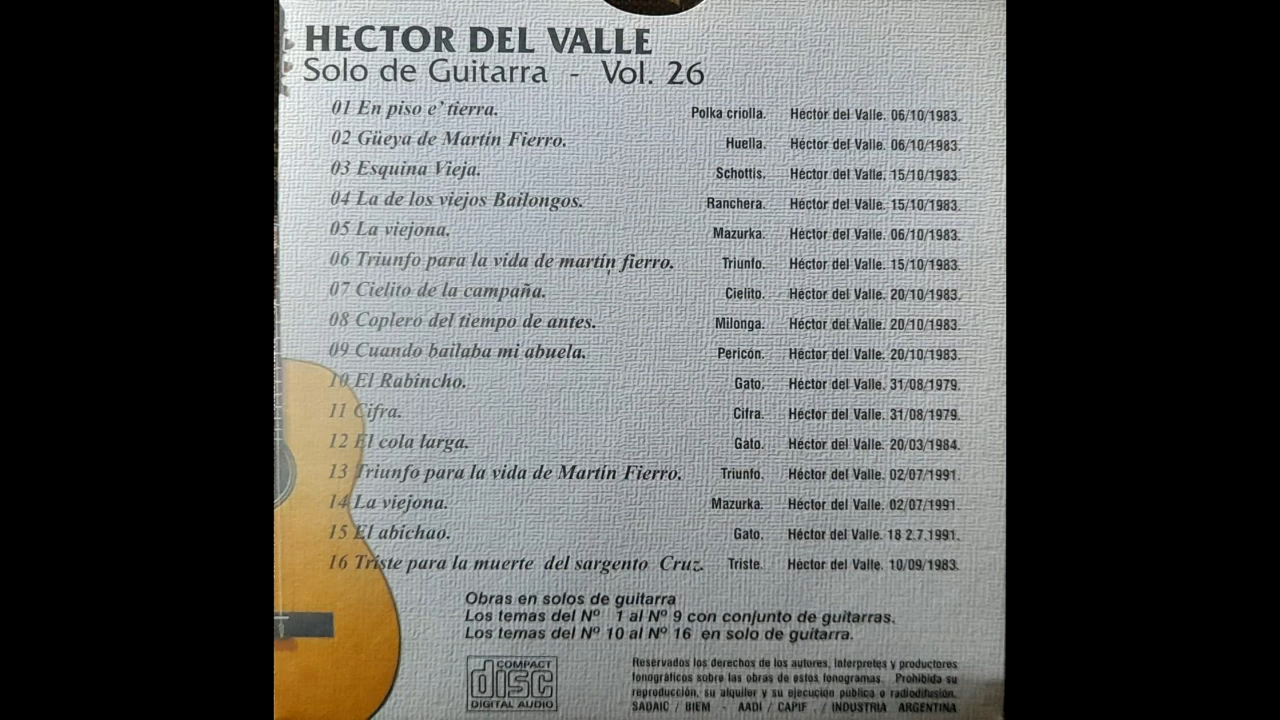 HECTOR DEL VALLE
Solo de Guitarra - Vol. 26
01 En piso e' tierra. Polka criolla. Héctor del Valle. 06/10/1983.
02 Güeya de Martín Fierro. Huella. Héctor del Valle. 06/10/1983.
03 Esquina Vieja. Schottis. Héctor del Valle. 15/10/1983.
04 La de los viejos Bailongos. Ranchera. Héctor del Valle. 15/10/1983.
05 La viejona. Mazurka. Héctor del Valle. 06/10/1983.
06 Triunfo para la vida de martín fierro. Triunfo. Héctor del Valle. 15/10/1983.
07 Cielito de la campaña. Cielito. Héctor del Valle. 20/10/1983.
08 Coplero del tiempo de antes. Milonga. Héctor del Valle. 20/10/1983.
09 Cuando bailaba mi abuela. Pericón. Héctor del Valle. 20/10/1983.
10 El Rabincho. Gato. Héctor del Valle. 31/08/1979.
11 Cifra. Cifra. Héctor del Valle. 31/08/1979.
12 El cola larga. Gato. Héctor del Valle. 20/03/1984.
13 Triunfo para la vida de Martín Fierro. Triunfo. Héctor del Valle. 02/07/1991.
14 La viejona. Mazurka. Héctor del Valle. 02/07/1991.
15 El abichao. Gato. Héctor del Valle. 18 2.7.1991.
16 Triste para la muerte del sargento Cruz. Triste. Héctor del Valle. 10/09/1983.
Obras en solos de guitarra
Los temas del Nº 1 al Nº 9 con conjunto de guitarras.
Los temas del Nº 10 al Nº 16 en solo de guitarra.
COMPACT
disc
DIGITAL AUDIO
Reservados los derechos de los autores, interpretes y productores
fonográficos sobre las obras de estos fonogramas. Prohibida su
reproducción, su alquiler y su ejecución pública o radiodifusión.
SADAIC / BIEM - AADI / CAPIF . / INDUSTRIA ARGENTINA